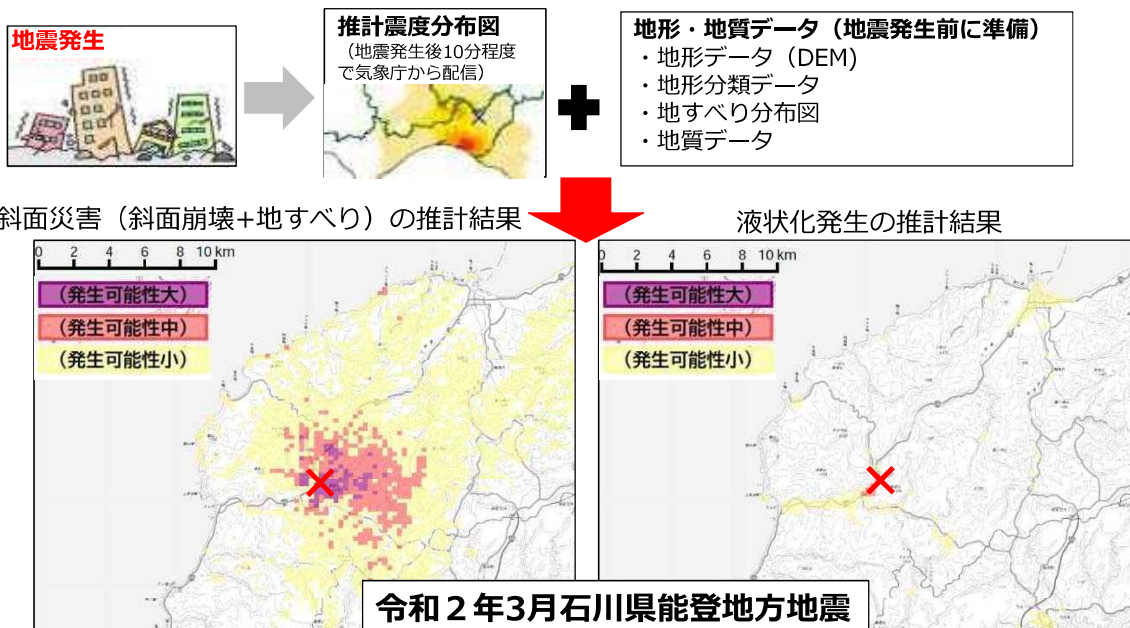 地震発生
推計震度分布図
（地震発生後10分程度
で気象庁から配信）
地形・地質データ（地震発生前に準備）
・地形データ（DEM)
・地形分類データ
・地すべり分布図
・地質データ
斜面災害（斜面崩壊+地すべり）の推計結果
液状化発生の推計結果
0 2 4 6 8 10 km
（発生可能性大）
（発生可能性中）
（発生可能性小）
0 2 4 6 8 10 km
（発生可能性大）
（発生可能性中）
（発生可能性小）
令和２年3月石川県能登地方地震